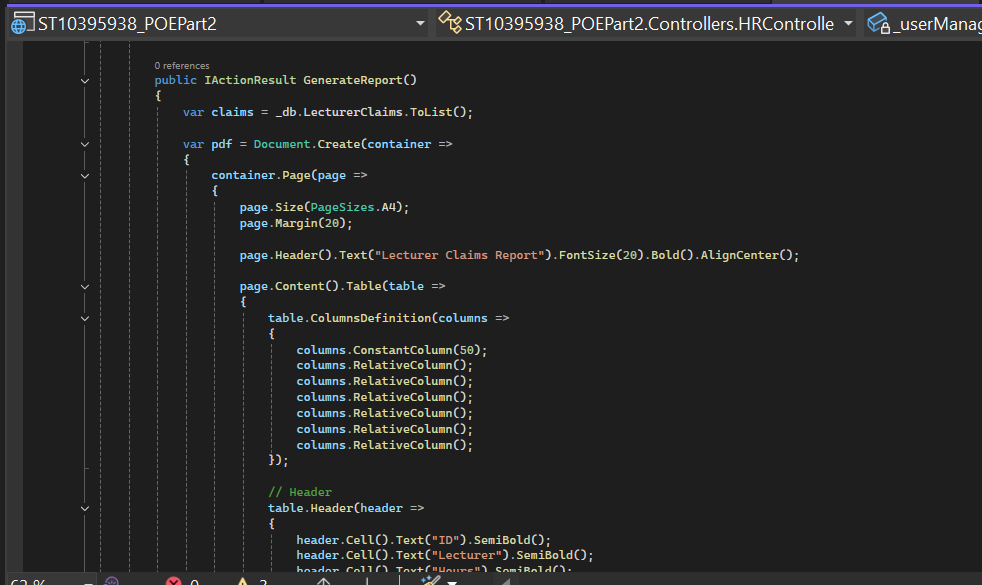 ST10395938_POEPart2 ST10395938_POEPart2.Controllers.HRControlle _userManag
0 references
public IActionResult GenerateReport()
{
var claims = _db.LecturerClaims.ToList();
var pdf = Document.Create(container =>
{
container.Page(page =>
{
page.Size(PageSizes.A4);
page.Margin(20);
page.Header().Text("Lecturer Claims Report").FontSize(20).Bold().AlignCenter();
page.Content().Table(table =>
{
table.ColumnsDefinition(columns =>
{
columns.ConstantColumn(50);
columns.RelativeColumn();
columns.RelativeColumn();
columns.RelativeColumn();
columns.RelativeColumn();
columns.RelativeColumn();
columns.RelativeColumn();
});
// Header
table.Header(header =>
{
header.Cell().Text("ID").SemiBold();
header.Cell().Text("Lecturer").SemiBold();
header.Cell().Text("Hours").SemiBold();
62 % 0